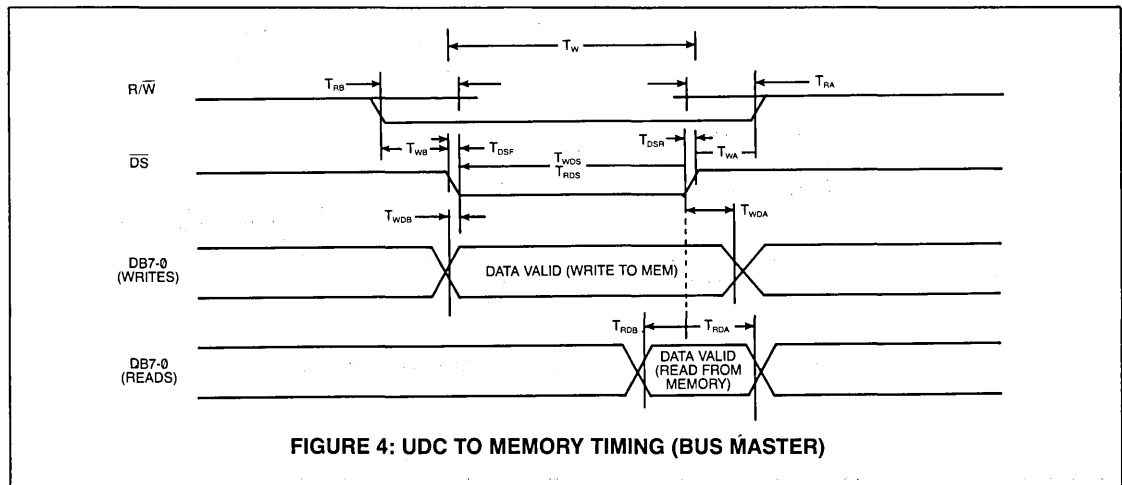 T_W
T_RB
T_RA
R/W̅
T_WB
T_DSF
T_DSR
T_WA
T_WDS
T_RDS
D̅S̅
T_WDB
T_WDA
DB7-0
(WRITES)
DATA VALID (WRITE TO MEM)
T_RDB
T_RDA
DB7-0
(READS)
DATA VALID
(READ FROM
MEMORY)
FIGURE 4: UDC TO MEMORY TIMING (BUS MASTER)